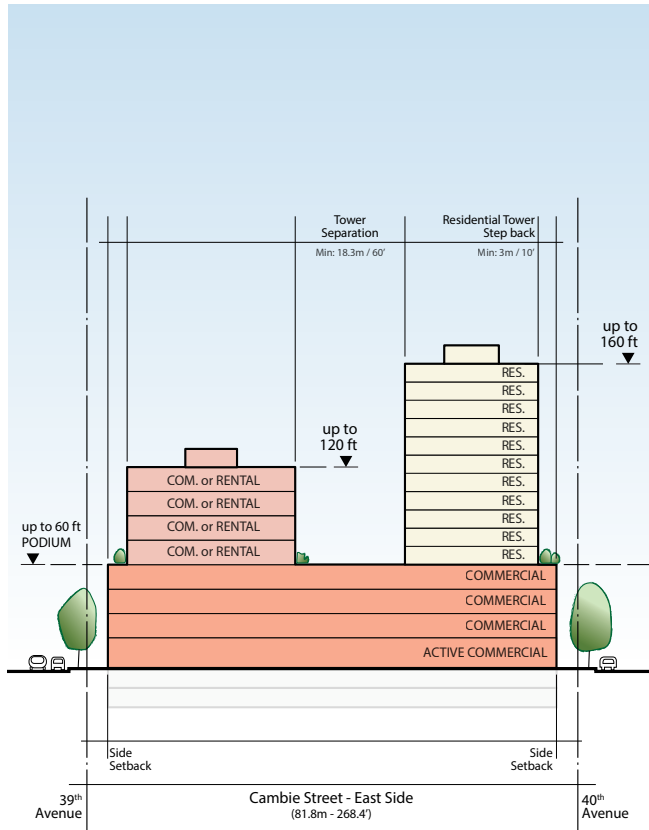 Tower
Separation
Min: 18.3m / 60'
Residential Tower
Step back
Min: 3m / 10'
up to
160 ft
RES.
RES.
RES.
RES.
RES.
RES.
RES.
RES.
RES.
RES.
RES.
up to
120 ft
COM. or RENTAL
COM. or RENTAL
COM. or RENTAL
COM. or RENTAL
up to 60 ft
PODIUM
COMMERCIAL
COMMERCIAL
COMMERCIAL
ACTIVE COMMERCIAL
Side
Setback
Side
Setback
39th
Avenue
Cambie Street - East Side
(81.8m - 268.4')
40th
Avenue